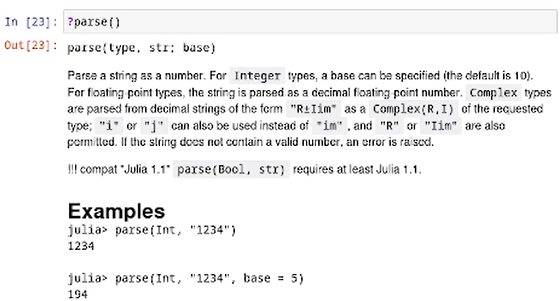 In [23]: ?parse()
Out[23]: parse(type, str; base)
Parse a string as a number. For Integer types, a base can be specified (the default is 10).
For floating-point types, the string is parsed as a decimal floating-point number. Complex types
are parsed from decimal strings of the form "R±Iim" as a Complex(R,I) of the requested
type; "i" or "j" can also be used instead of "im", and "R" or "Iim" are also
permitted. If the string does not contain a valid number, an error is raised.
!!! compat "Julia 1.1" parse(Bool, str) requires at least Julia 1.1.
Examples
julia> parse(Int, "1234")
1234
julia> parse(Int, "1234", base = 5)
194